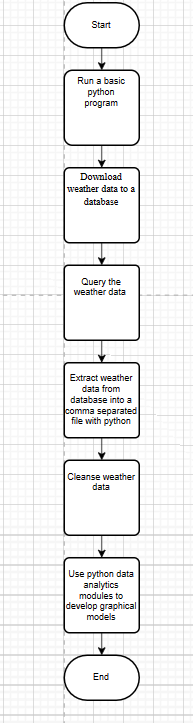 Start
Run a basic
python
program
Download
weather data to a
database
Query the
weather data
Extract weather
data from
database into a
comma separated
file with python
Cleanse weather
data
Use python data
analytics
modules to
develop graphical
models
End